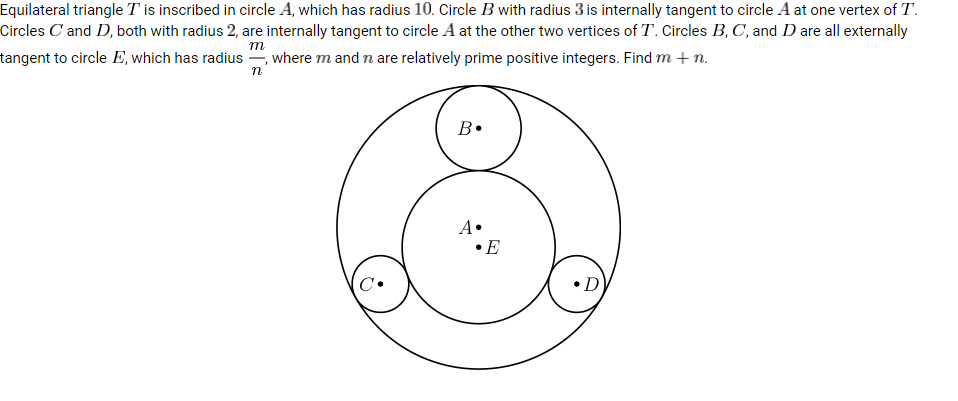 Equilateral triangle T is inscribed in circle A, which has radius 10. Circle B with radius 3 is internally tangent to circle A at one vertex of T.
Circles C and D, both with radius 2, are internally tangent to circle A at the other two vertices of T. Circles B, C, and D are all externally
tangent to circle E, which has radius m/n, where m and n are relatively prime positive integers. Find m + n.
B
A
E
C
D